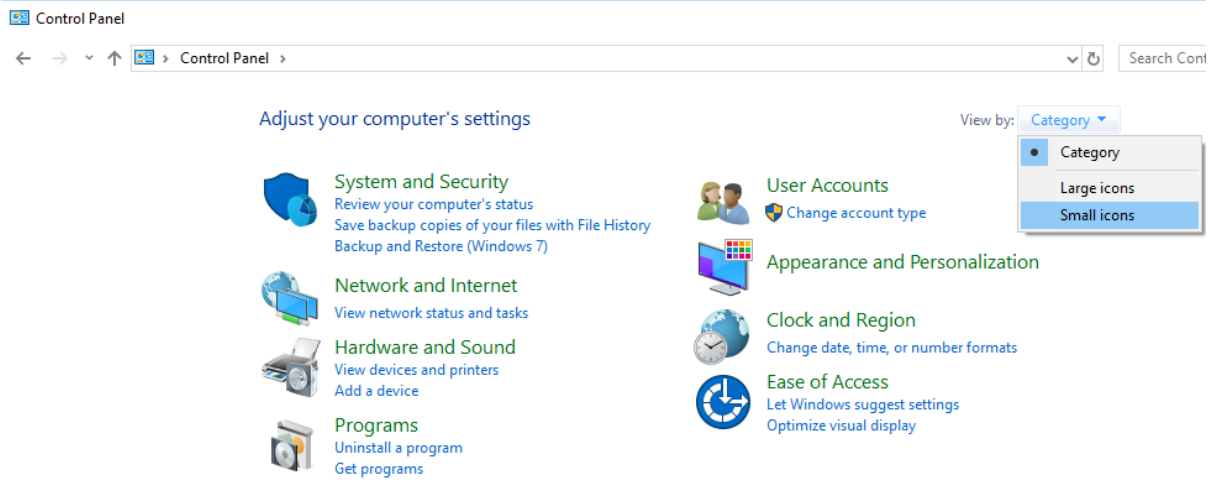 Control Panel
Control Panel
Search Cont
Adjust your computer's settings
View by: Category
Category
Large icons
Small icons
System and Security
Review your computer's status
Save backup copies of your files with File History
Backup and Restore (Windows 7)
Network and Internet
View network status and tasks
Hardware and Sound
View devices and printers
Add a device
Programs
Uninstall a program
Get programs
User Accounts
Change account type
Appearance and Personalization
Clock and Region
Change date, time, or number formats
Ease of Access
Let Windows suggest settings
Optimize visual display